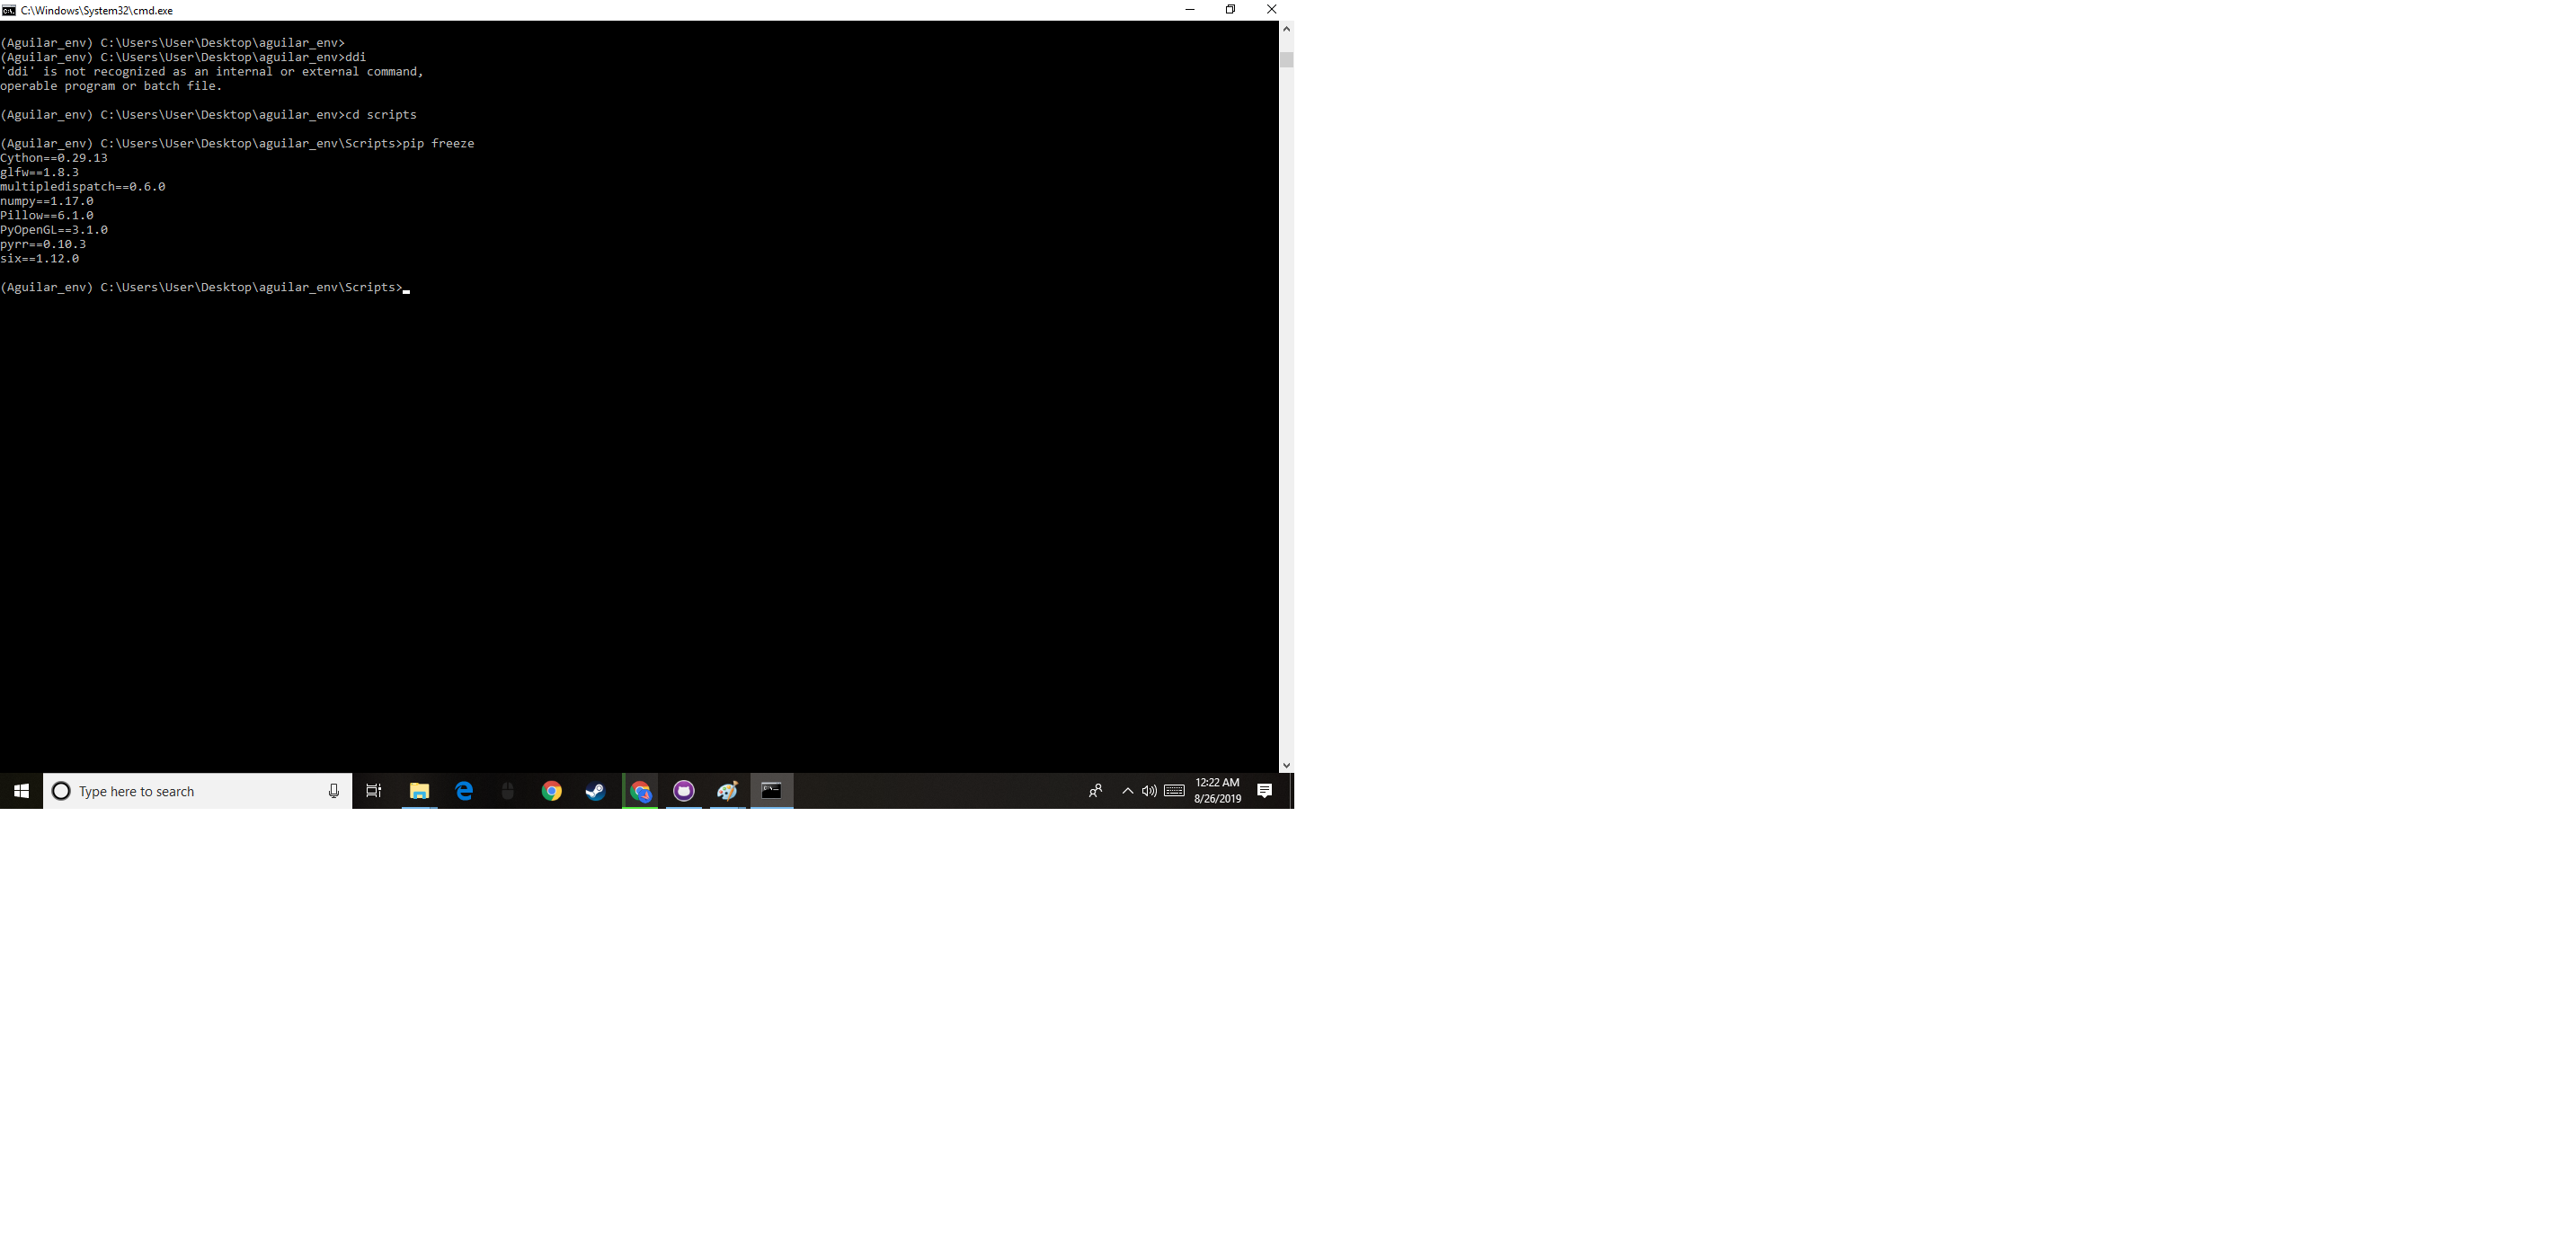 C:\Windows\System32\cmd.exe
(Aguilar_env) C:\Users\User\Desktop\aguilar_env>
(Aguilar_env) C:\Users\User\Desktop\aguilar_env>ddi
'ddi' is not recognized as an internal or external command,
operable program or batch file.
(Aguilar_env) C:\Users\User\Desktop\aguilar_env>cd scripts
(Aguilar_env) C:\Users\User\Desktop\aguilar_env\Scripts>pip freeze
Cython==0.29.13
glfw==1.8.3
multipledispatch==0.6.0
numpy==1.17.0
Pillow==6.1.0
PyOpenGL==3.1.0
pyrr==0.10.3
six==1.12.0
(Aguilar_env) C:\Users\User\Desktop\aguilar_env\Scripts>
Type here to search
12:22 AM
8/26/2019